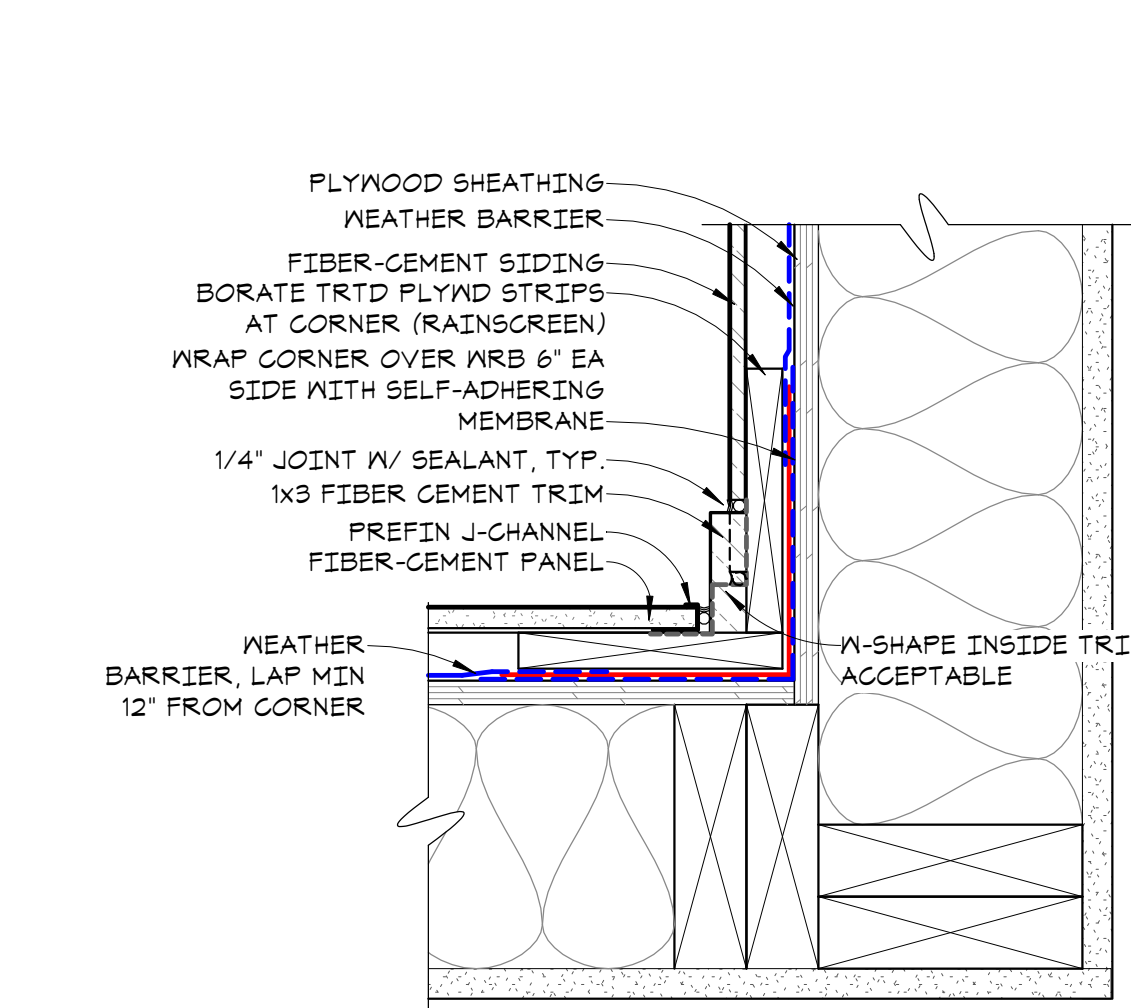 PLYWOOD SHEATHING
WEATHER BARRIER
FIBER-CEMENT SIDING
BORATE TRTD PLYWD STRIPS
AT CORNER (RAINSCREEN)
WRAP CORNER OVER WRB 6" EA
SIDE WITH SELF-ADHERING
MEMBRANE
1/4" JOINT W/ SEALANT, TYP.
1x3 FIBER CEMENT TRIM
PREFIN J-CHANNEL
FIBER-CEMENT PANEL
WEATHER
BARRIER, LAP MIN
12" FROM CORNER
W-SHAPE INSIDE TRI
ACCEPTABLE